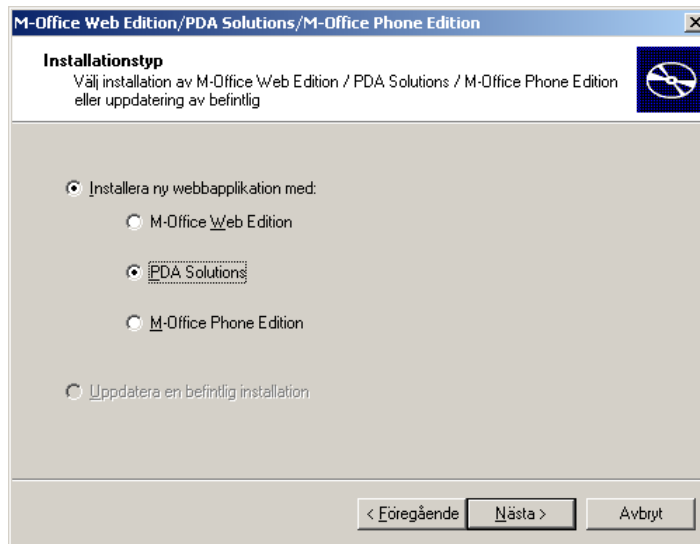 M-Office Web Edition/PDA Solutions/M-Office Phone Edition
Installationstyp
Välj installation av M-Office Web Edition / PDA Solutions / M-Office Phone Edition
eller uppdatering av befintlig
Installera ny webbapplikation med:
M-Office Web Edition
PDA Solutions
M-Office Phone Edition
Uppdatera en befintlig installation
< Föregående
Nästa >
Avbryt